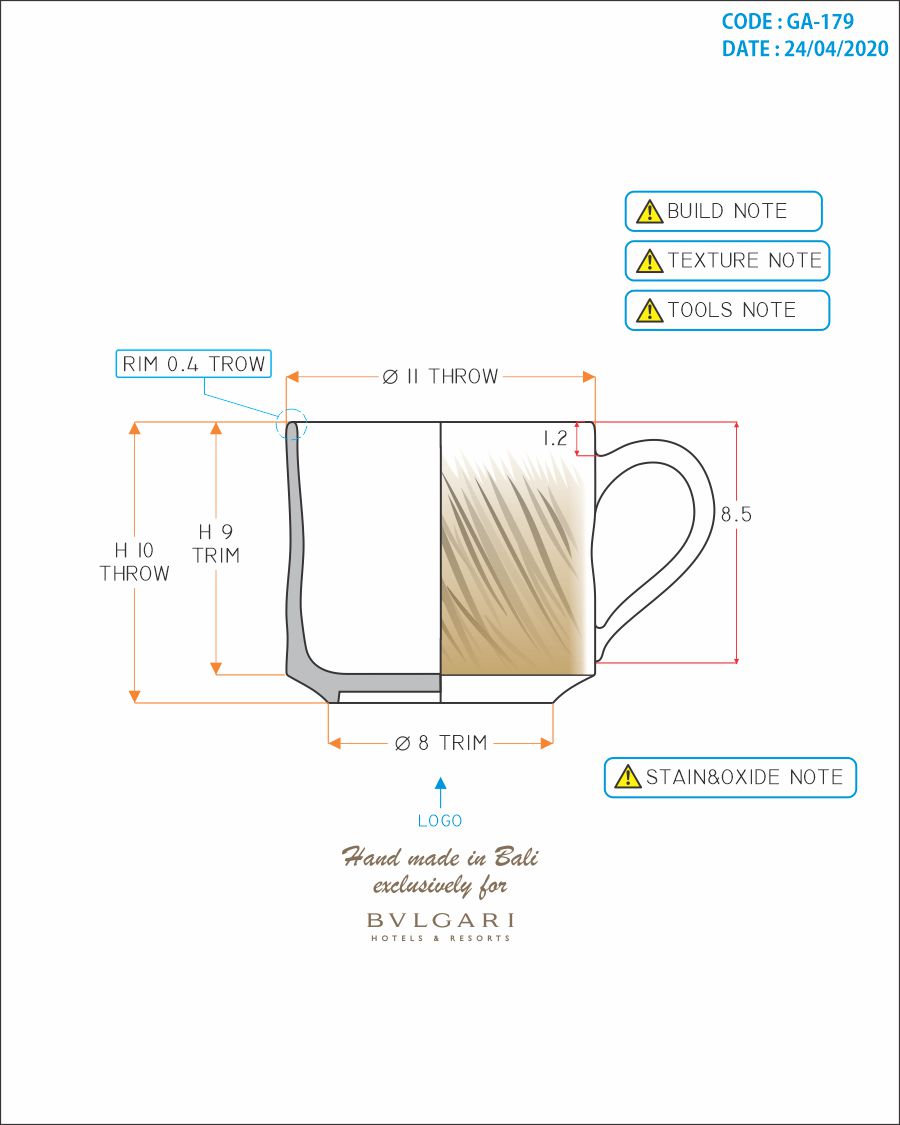 CODE : GA-179
DATE : 24/04/2020
BUILD NOTE
TEXTURE NOTE
TOOLS NOTE
RIM 0.4 TROW
Ø 11 THROW
1.2
8.5
H 9
TRIM
H 10
THROW
Ø 8 TRIM
STAIN&OXIDE NOTE
LOGO
Hand made in Bali
exclusively for
BVLGARI
HOTELS & RESORTS